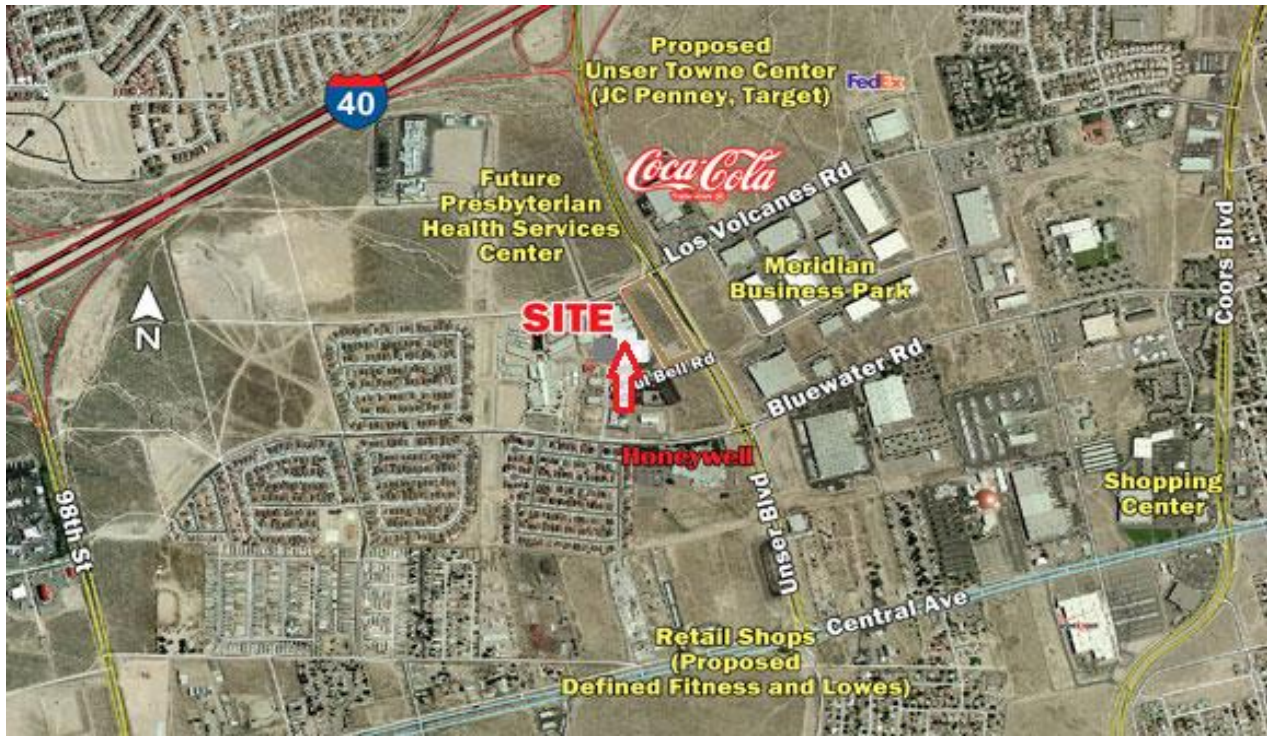 Proposed
Unser Towne Center
(JC Penney, Target)
FedEx
40
Coca-Cola
Future
Presbyterian
Health Services
Center
Los Volcanes Rd
Meridian
Business Park
Coors Blvd
N
SITE
Bell Rd
Bluewater Rd
Honeywell
98th St
Unser Blvd
Shopping
Center
Central Ave
Retail Shops
(Proposed
Defined Fitness and Lowes)